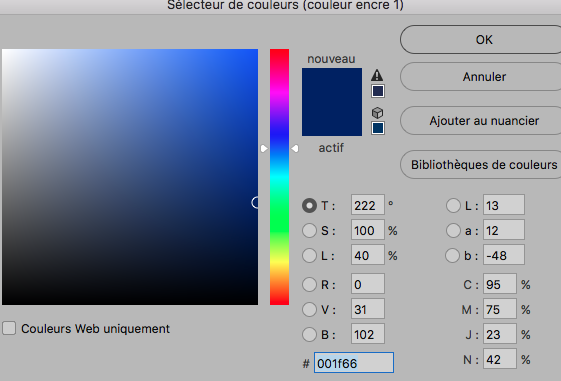 Sélecteur de couleurs (couleur encre 1)
nouveau
actif
OK
Annuler
Ajouter au nuancier
Bibliothèques de couleurs
T : 222 °
S : 100 %
L : 40 %
R : 0
V : 31
B : 102
# 001f66
L : 13
a : 12
b : -48
C : 95 %
M : 75 %
J : 23 %
N : 42 %
Couleurs Web uniquement